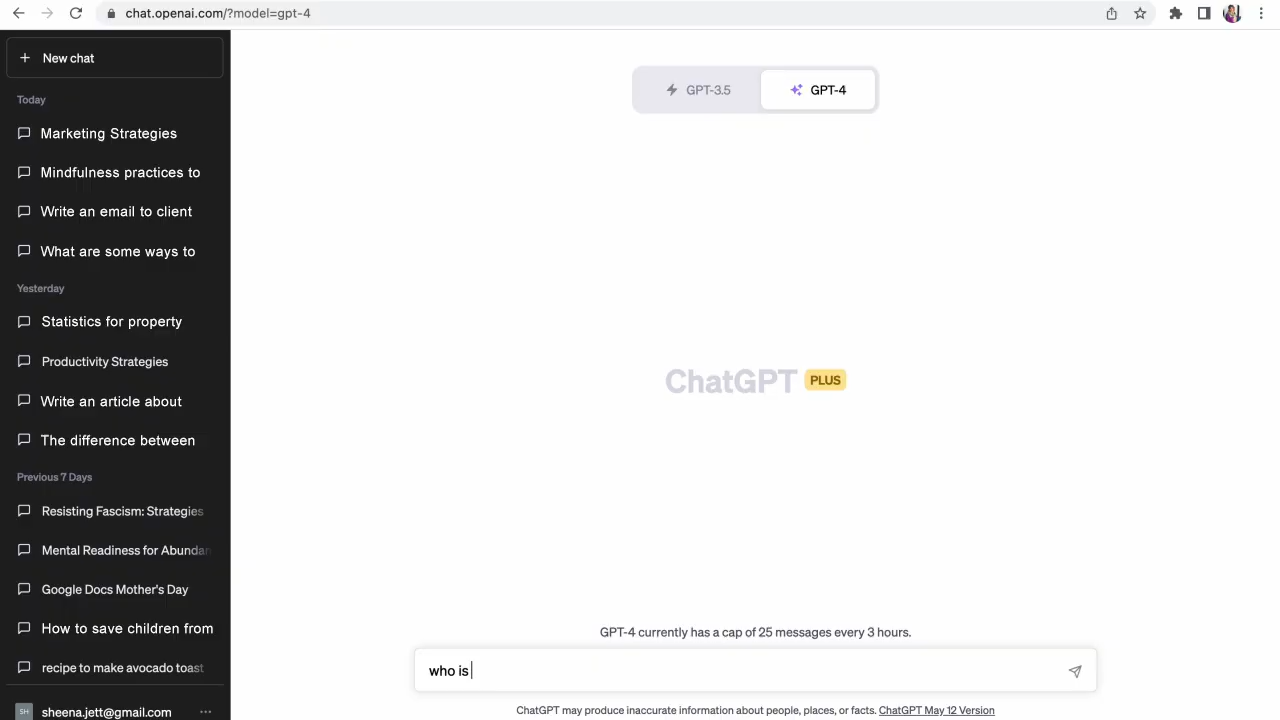 chat.openai.com/?model=gpt-4
New chat
Today
Marketing Strategies
Mindfulness practices to
Write an email to client
What are some ways to
Yesterday
Statistics for property
Productivity Strategies
Write an article about
The difference between
Previous 7 Days
Resisting Fascism: Strategies
Mental Readiness for Abundan
Google Docs Mother's Day
How to save children from
recipe to make avocado toast
SH sheena.jett@gmail.com
GPT-3.5
GPT-4
ChatGPT PLUS
GPT-4 currently has a cap of 25 messages every 3 hours.
who is
ChatGPT may produce inaccurate information about people, places, or facts. ChatGPT May 12 Version